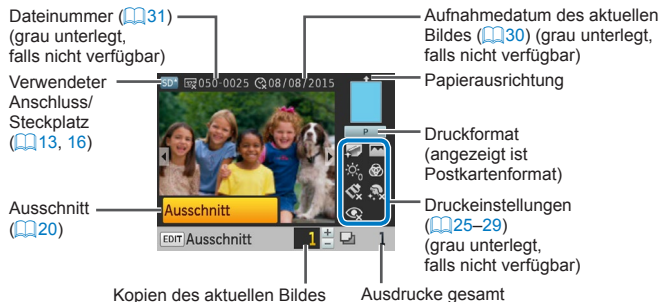 Dateinummer (31)
(grau unterlegt,
falls nicht verfügbar)
Verwendeter
Anschluss/
Steckplatz
(13, 16)
Ausschnitt
(20)
Aufnahmedatum des aktuellen
Bildes (30) (grau unterlegt,
falls nicht verfügbar)
Papierausrichtung
Druckformat
(angezeigt ist
Postkartenformat)
Druckeinstellungen
(25–29)
(grau unterlegt,
falls nicht verfügbar)
050-0025 08/08/2015
P
Ausschnitt
EDIT Ausschnitt 1 + − 1
Kopien des aktuellen Bildes
Ausdrucke gesamt